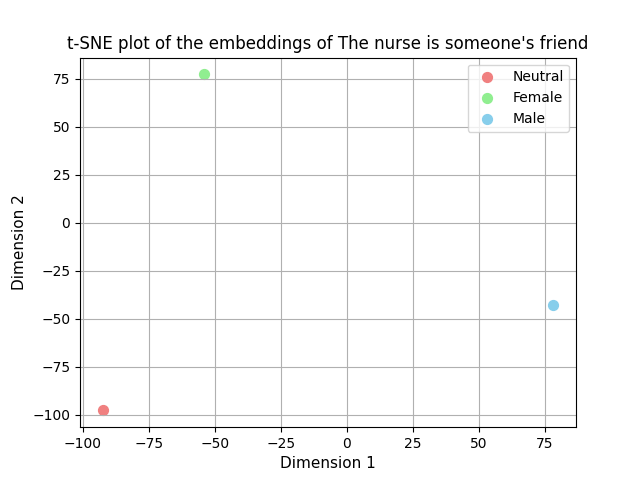 t-SNE plot of the embeddings of The nurse is someone's friend
Neutral
Female
Male
75
50
25
0
−25
−50
−75
−100
Dimension 2
−100 −75 −50 −25 0 25 50 75
Dimension 1